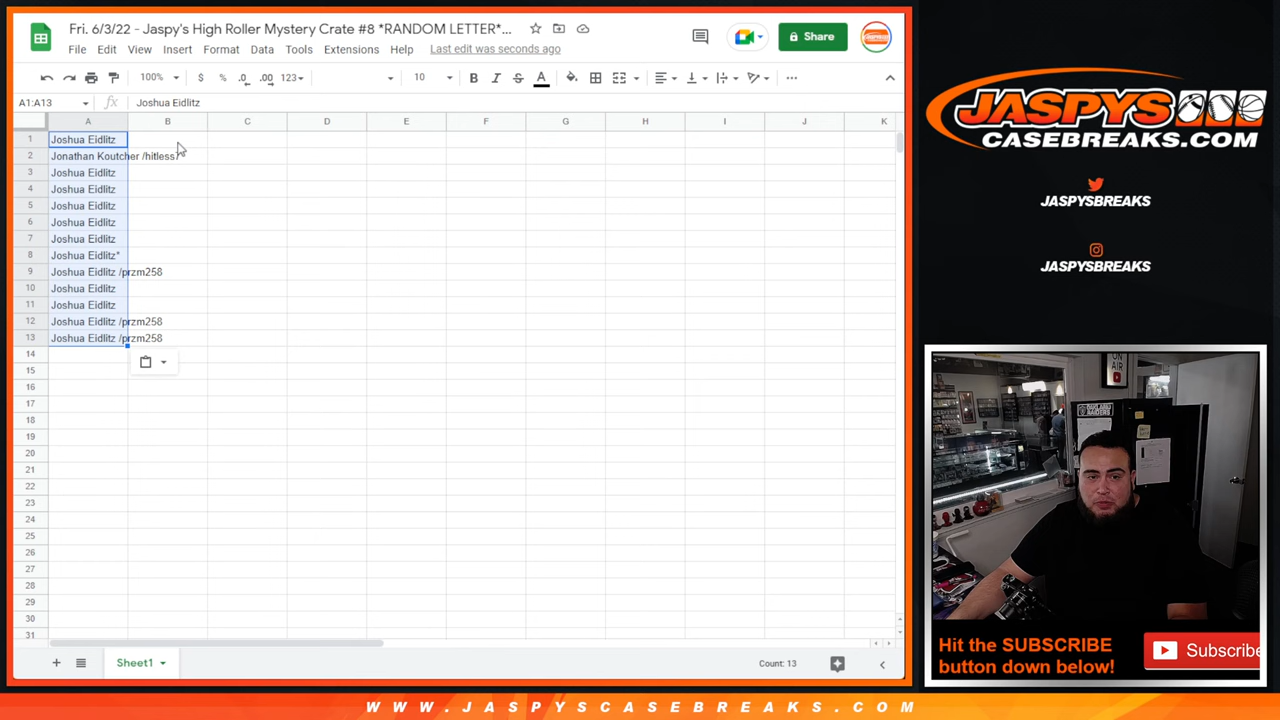 Fri. 6/3/22 - Jaspy's High Roller Mystery Crate #8 *RANDOM LETTER*...
File Edit View Insert Format Data Tools Extensions Help Last edit was seconds ago
Share
100% $ % .0 .00 123 10 B I S A
A1:A13 fx Joshua Eidlitz
A B C D E F G H I J K
1 Joshua Eidlitz
2 Jonathan Koutcher /hitless7
3 Joshua Eidlitz
4 Joshua Eidlitz
5 Joshua Eidlitz
6 Joshua Eidlitz
7 Joshua Eidlitz
8 Joshua Eidlitz*
9 Joshua Eidlitz /przm258
10 Joshua Eidlitz
11 Joshua Eidlitz
12 Joshua Eidlitz /przm258
13 Joshua Eidlitz /przm258
14
15
16
17
18
19
20
21
22
23
24
25
26
27
28
29
30
31
Sheet1
Count: 13
JASPYS
CASEBREAKS.COM
JASPYSBREAKS
JASPYSBREAKS
ON AIR
OAKLAND
RAIDERS
Hit the SUBSCRIBE
button down below!
Subscribe
WWW.JASPYSCASEBREAKS.COM